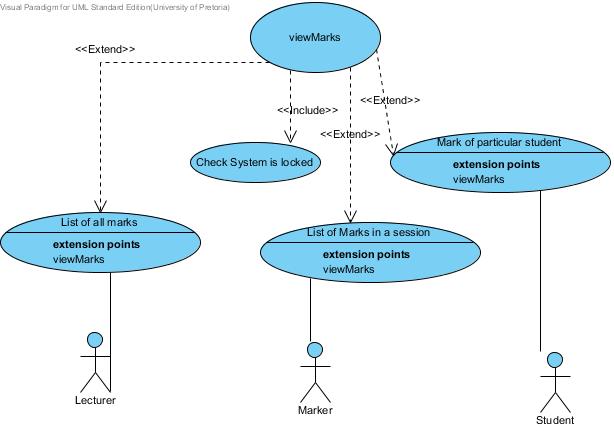 Visual Paradigm for UML Standard Edition(University of Pretoria)
viewMarks
<<Extend>>
<<Include>>
<<Extend>>
<<Extend>>
Check System is locked
Mark of particular student
extension points
viewMarks
List of all marks
extension points
viewMarks
List of Marks in a session
extension points
viewMarks
Lecturer
Marker
Student